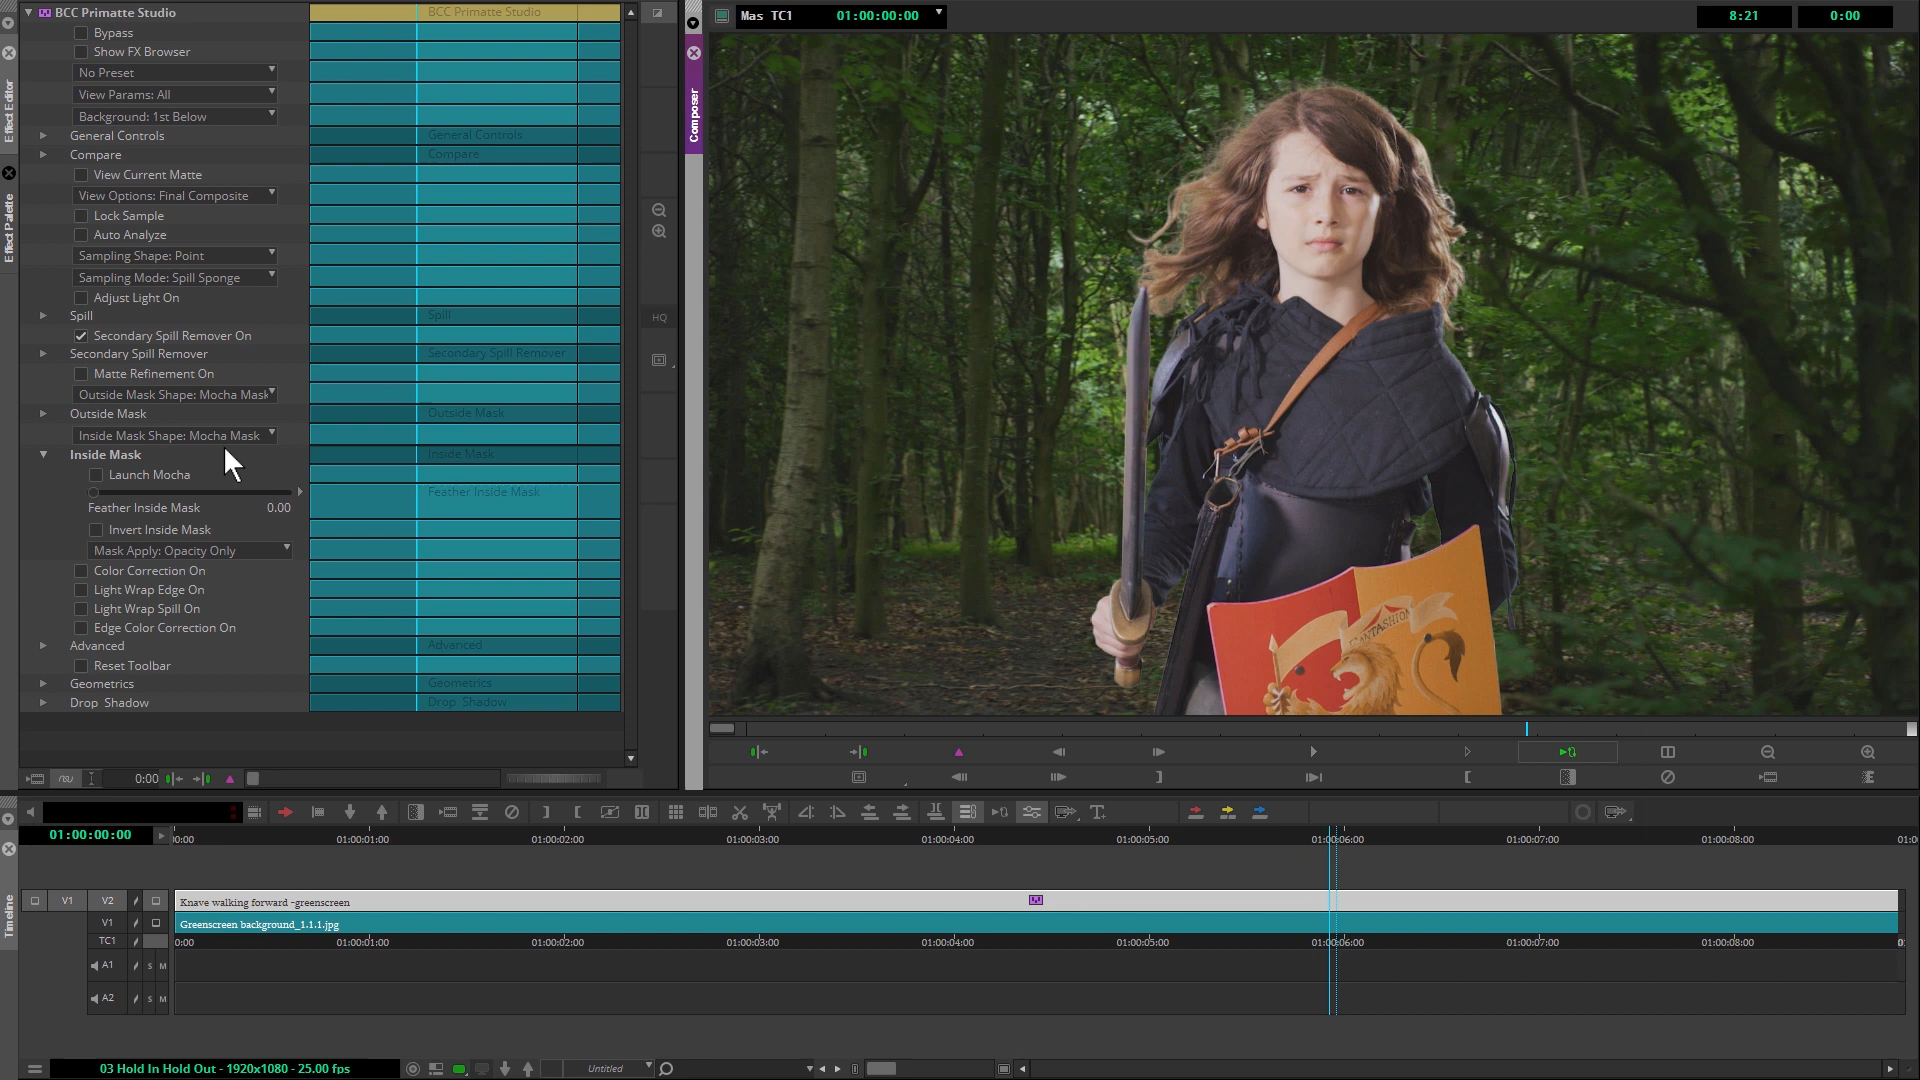 BCC Primatte Studio
BCC Primatte Studio
Bypass
Show FX Browser
No Preset
View Params: All
Background: 1st Below
General Controls
General Controls
Compare
Compare
View Current Matte
View Options: Final Composite
Lock Sample
Auto Analyze
Sampling Shape: Point
Sampling Mode: Spill Sponge
Adjust Light On
Spill
Spill
Secondary Spill Remover On
Secondary Spill Remover
Secondary Spill Remover
Matte Refinement On
Outside Mask Shape: Mocha Mask
Outside Mask
Outside Mask
Inside Mask Shape: Mocha Mask
Inside Mask
Inside Mask
Launch Mocha
Feather Inside Mask
Feather Inside Mask 0.00
Invert Inside Mask
Mask Apply: Opacity Only
Color Correction On
Light Wrap Edge On
Light Wrap Spill On
Edge Color Correction On
Advanced
Advanced
Reset Toolbar
Geometrics
Geometrics
Drop Shadow
Drop Shadow
0:00
Effect Editor
Effect Palette
HQ
Composer
Mas TC1 01:00:00:00
8:21 0:00
Timeline
01:00:00:00
0:00 01:00:01:00 01:00:02:00 01:00:03:00 01:00:04:00 01:00:05:00 01:00:06:00 01:00:07:00 01:00:08:00 01:0
V1 V2 Knave walking forward -greenscreen
V1 Greenscreen background_1.1.1.jpg
TC1 0:00 01:00:01:00 01:00:02:00 01:00:03:00 01:00:04:00 01:00:05:00 01:00:06:00 01:00:07:00 01:00:08:00
A1 S M
A2 S M
03 Hold In Hold Out - 1920x1080 - 25.00 fps
Untitled